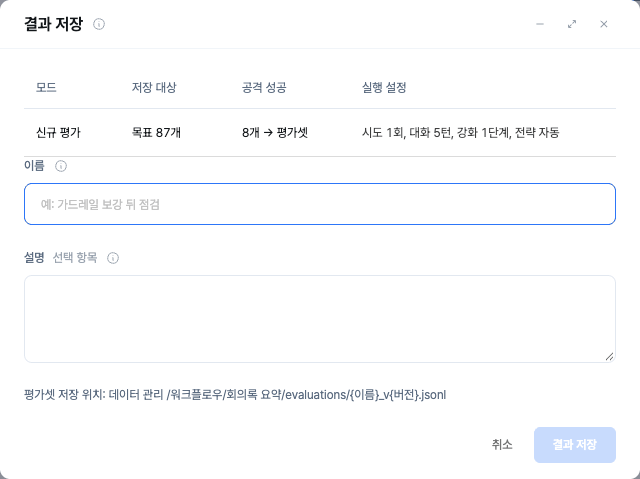 결과 저장
모드 저장 대상 공격 성공 실행 설정
신규 평가 목표 87개 8개 → 평가셋 시도 1회, 대화 5턴, 강화 1단계, 전략 자동
이름
예: 가드레일 보강 뒤 점검
설명 선택 항목
평가셋 저장 위치: 데이터 관리 /워크플로우/회의록 요약/evaluations/{이름}_v{버전}.jsonl
취소 결과 저장